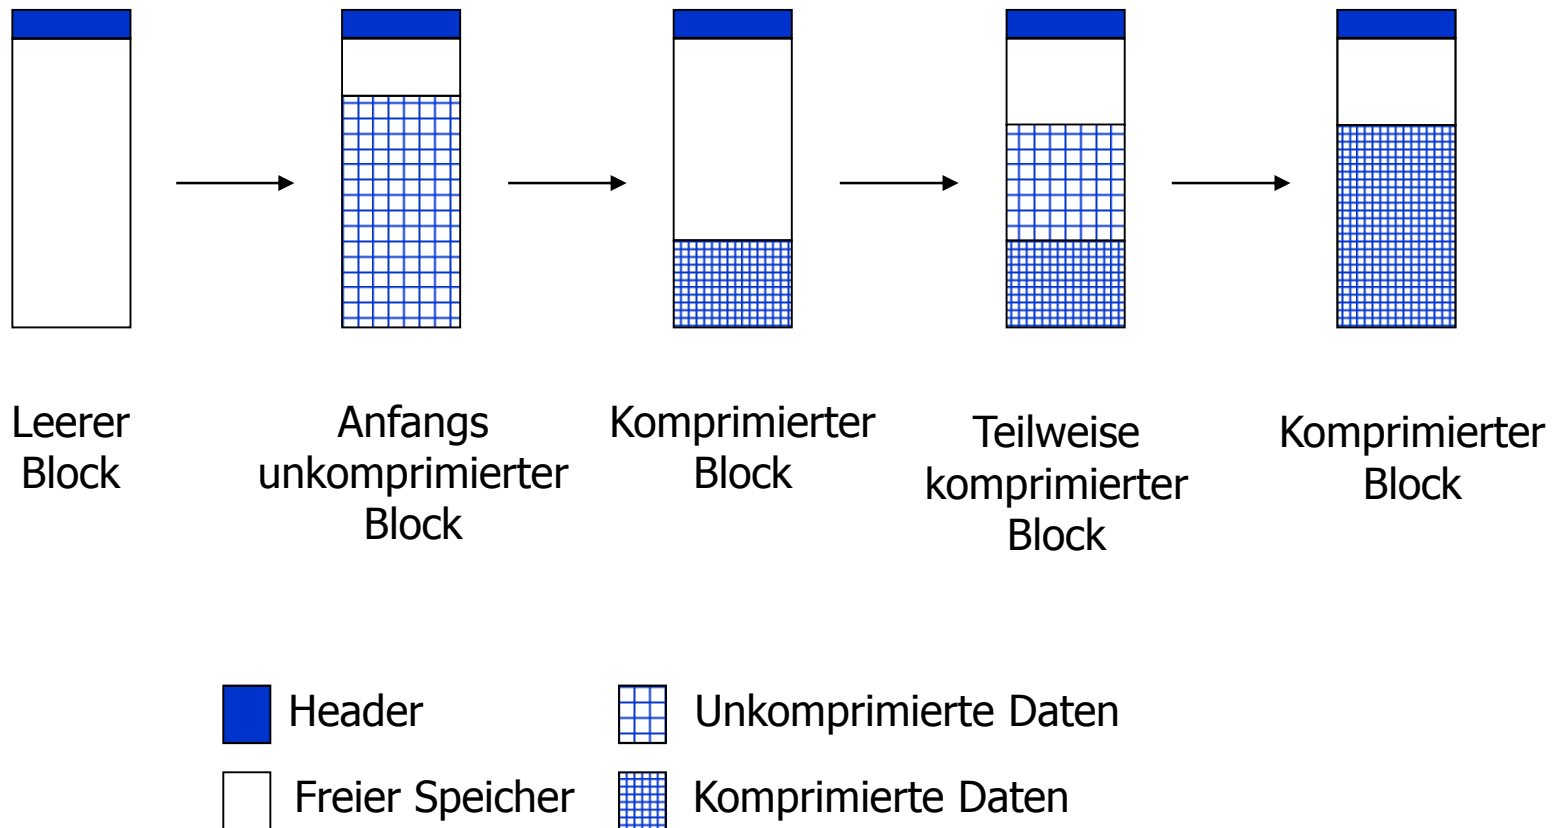 Leerer
Block
Anfangs
unkomprimierter
Block
Komprimierter
Block
Teilweise
komprimierter
Block
Komprimierter
Block
Header
Unkomprimierte Daten
Freier Speicher
Komprimierte Daten